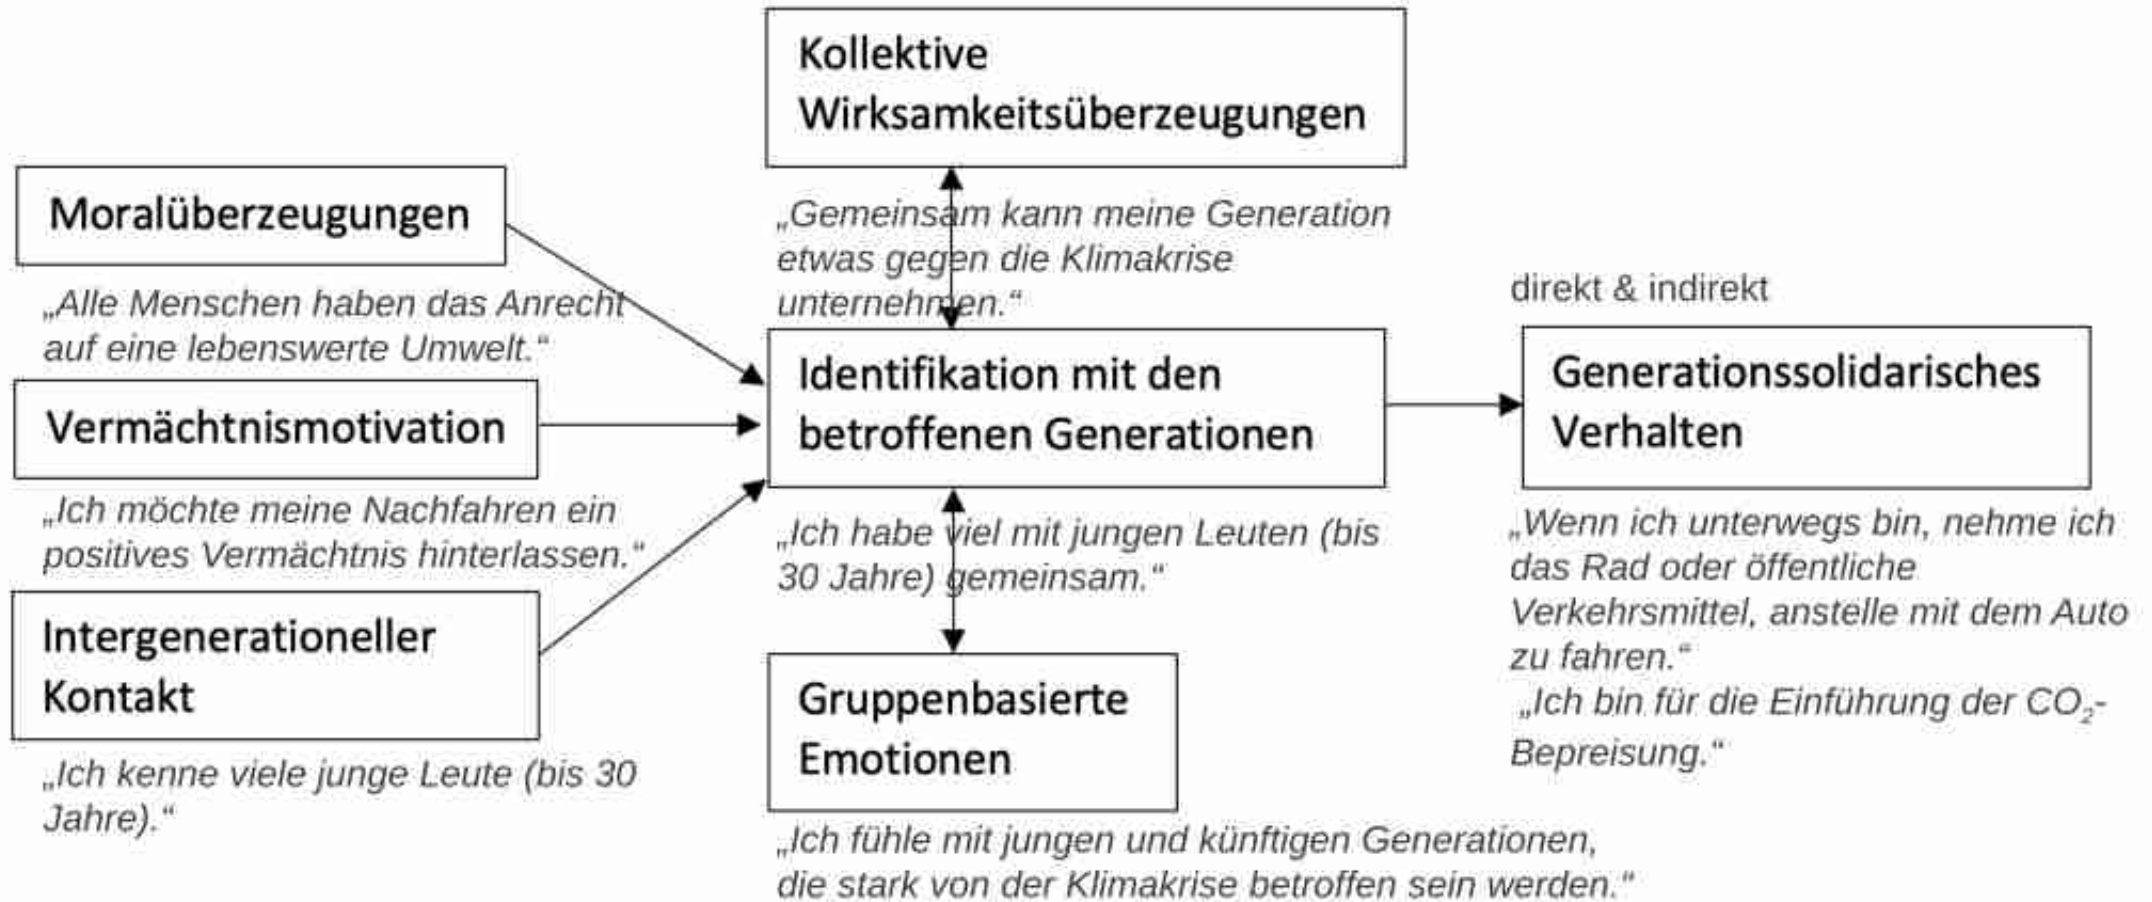 Kollektive
Wirksamkeitsüberzeugungen
„Gemeinsam kann meine Generation
etwas gegen die Klimakrise
unternehmen.“
Moralüberzeugungen
„Alle Menschen haben das Anrecht
auf eine lebenswerte Umwelt.“
Vermächtnismotivation
„Ich möchte meine Nachfahren ein
positives Vermächtnis hinterlassen.“
Intergenerationeller
Kontakt
„Ich kenne viele junge Leute (bis 30
Jahre).“
Identifikation mit den
betroffenen Generationen
„Ich habe viel mit jungen Leuten (bis
30 Jahre) gemeinsam.“
Gruppenbasierte
Emotionen
„Ich fühle mit jungen und künftigen Generationen,
die stark von der Klimakrise betroffen sein werden.“
direkt & indirekt
Generationssolidarisches
Verhalten
„Wenn ich unterwegs bin, nehme ich
das Rad oder öffentliche
Verkehrsmittel, anstelle mit dem Auto
zu fahren.“
„Ich bin für die Einführung der CO₂-
Bepreisung.“